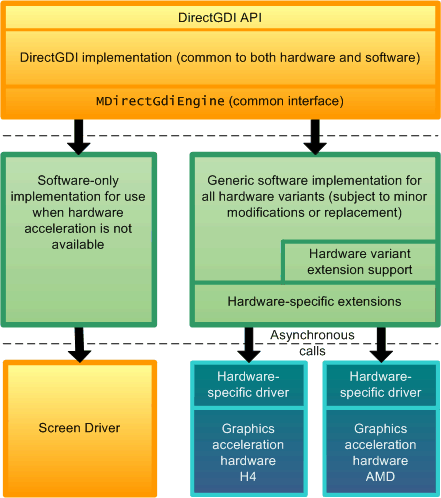 DirectGDI API
DirectGDI implementation (common to both hardware and software)
MDirectGdiEngine (common interface)
Software-only
implementation for use
when hardware
acceleration is not
available
Generic software implementation for
all hardware variants (subject to minor
modifications or replacement)
Hardware variant
extension support
Hardware-specific extensions
Asynchronous
calls
Screen Driver
Hardware-
specific driver
Graphics
acceleration
hardware
H4
Hardware-
specific driver
Graphics
acceleration
hardware
AMD